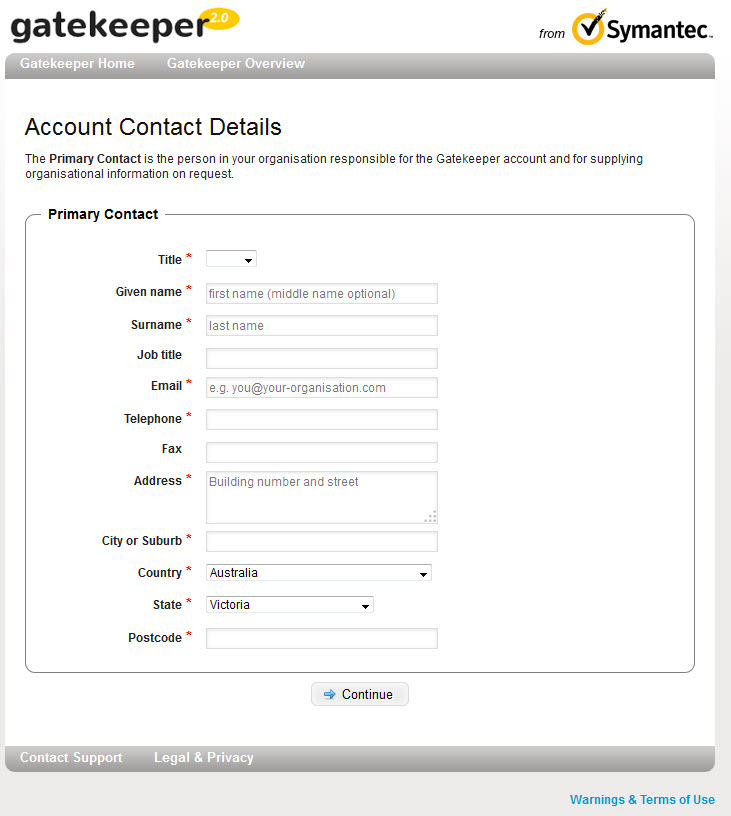 gatekeeper 2.0
from Symantec.
Gatekeeper Home Gatekeeper Overview
Account Contact Details
The Primary Contact is the person in your organisation responsible for the Gatekeeper account and for supplying
organisational information on request.
Primary Contact
Title *
Given name * first name (middle name optional)
Surname * last name
Job title
Email * e.g. you@your-organisation.com
Telephone *
Fax
Address * Building number and street
City or Suburb *
Country * Australia
State * Victoria
Postcode *
Continue
Contact Support Legal & Privacy
Warnings & Terms of Use